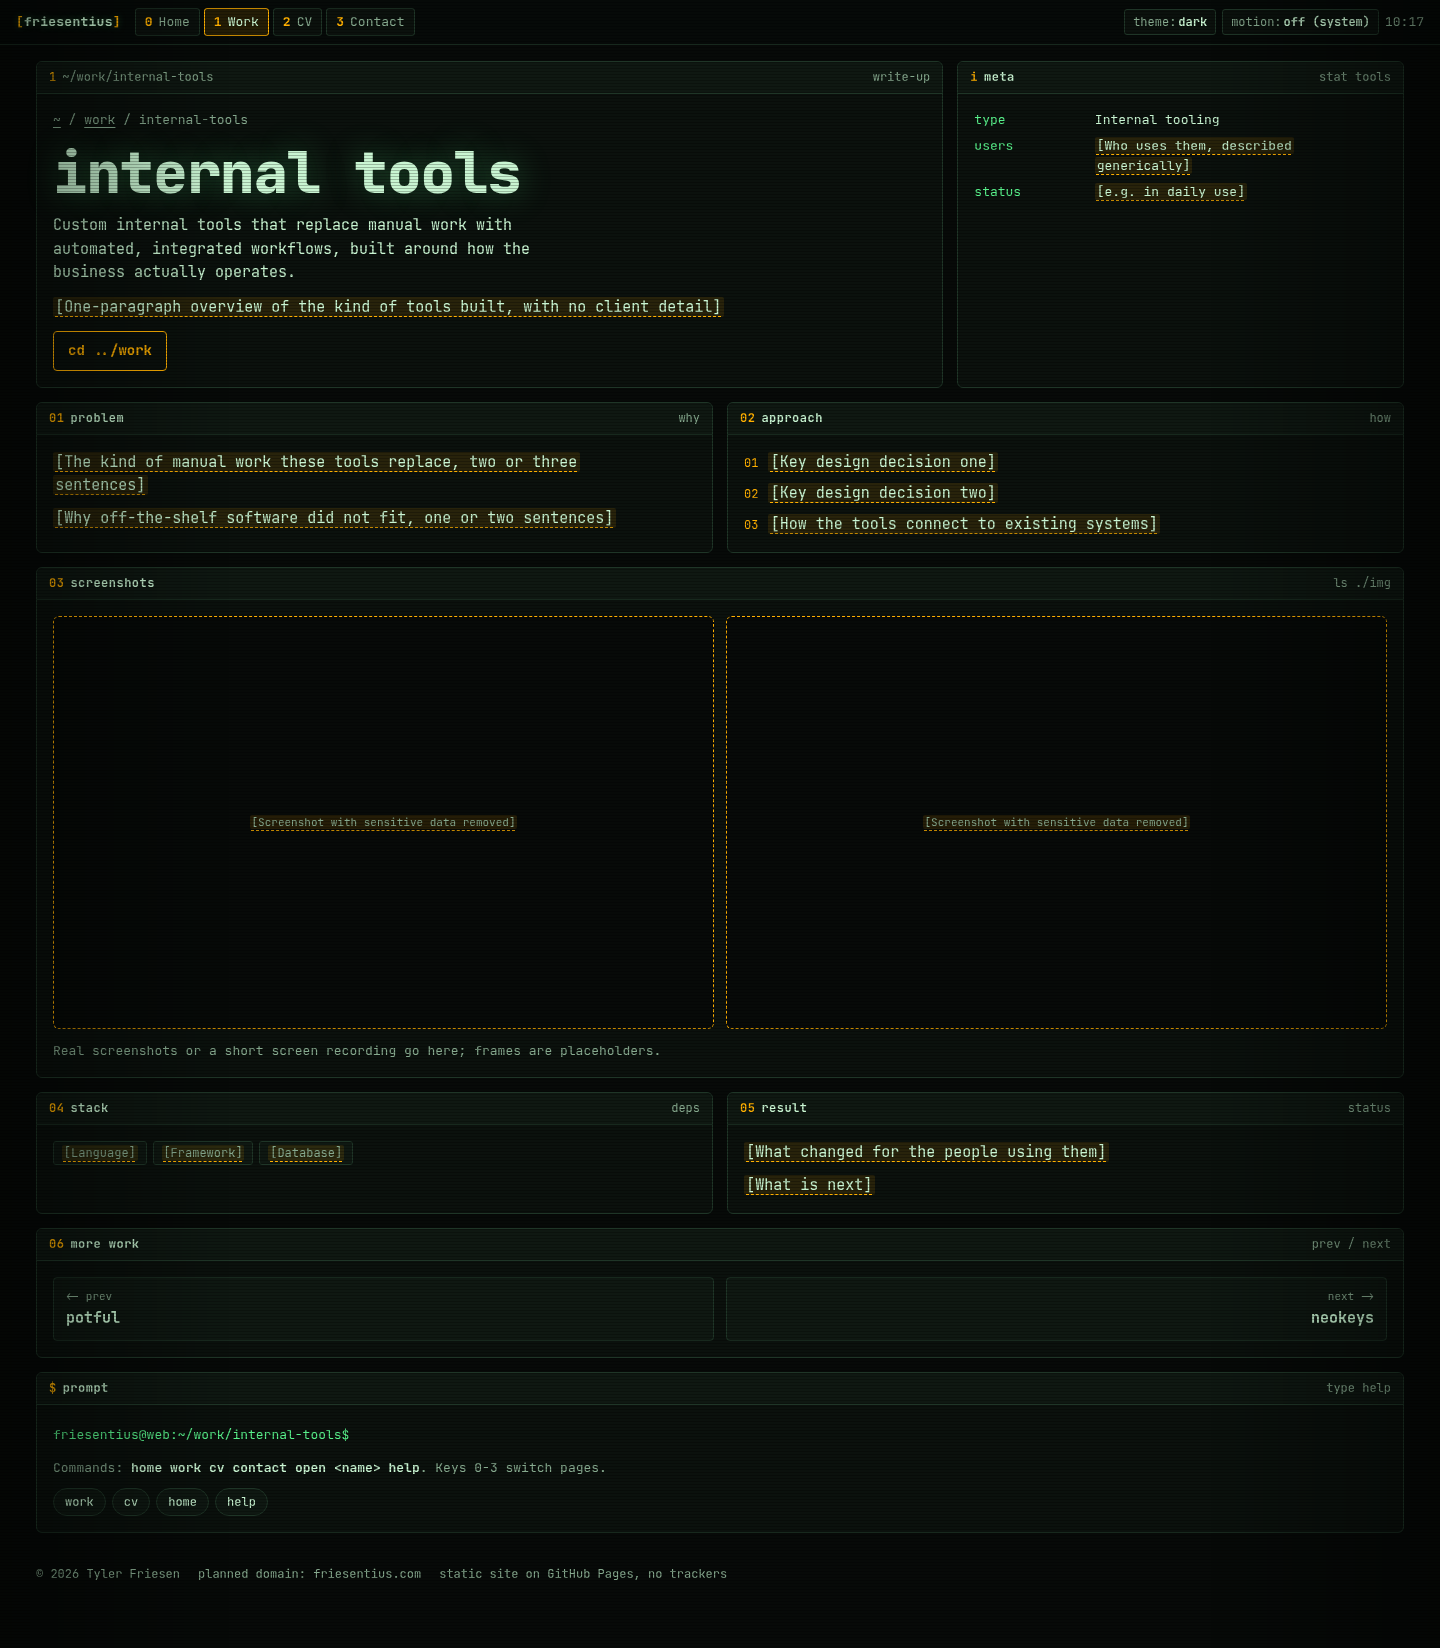 [friesentius] 0 Home 1 Work 2 CV 3 Contact theme:dark motion:off (system) 10:17
1 ~/work/internal-tools write-up
~ / work / internal-tools
internal tools
Custom internal tools that replace manual work with
automated, integrated workflows, built around how the
business actually operates.
[One-paragraph overview of the kind of tools built, with no client detail]
cd ../work
i meta stat tools
type Internal tooling
users [Who uses them, described
generically]
status [e.g. in daily use]
01 problem why
[The kind of manual work these tools replace, two or three
sentences]
[Why off-the-shelf software did not fit, one or two sentences]
02 approach how
01 [Key design decision one]
02 [Key design decision two]
03 [How the tools connect to existing systems]
03 screenshots ls ./img
[Screenshot with sensitive data removed]
[Screenshot with sensitive data removed]
Real screenshots or a short screen recording go here; frames are placeholders.
04 stack deps
[Language] [Framework] [Database]
05 result status
[What changed for the people using them]
[What is next]
06 more work prev / next
← prev
potful
next →
neokeys
$ prompt type help
friesentius@web:~/work/internal-tools$
Commands: home work cv contact open <name> help. Keys 0-3 switch pages.
work cv home help
© 2026 Tyler Friesen planned domain: friesentius.com static site on GitHub Pages, no trackers